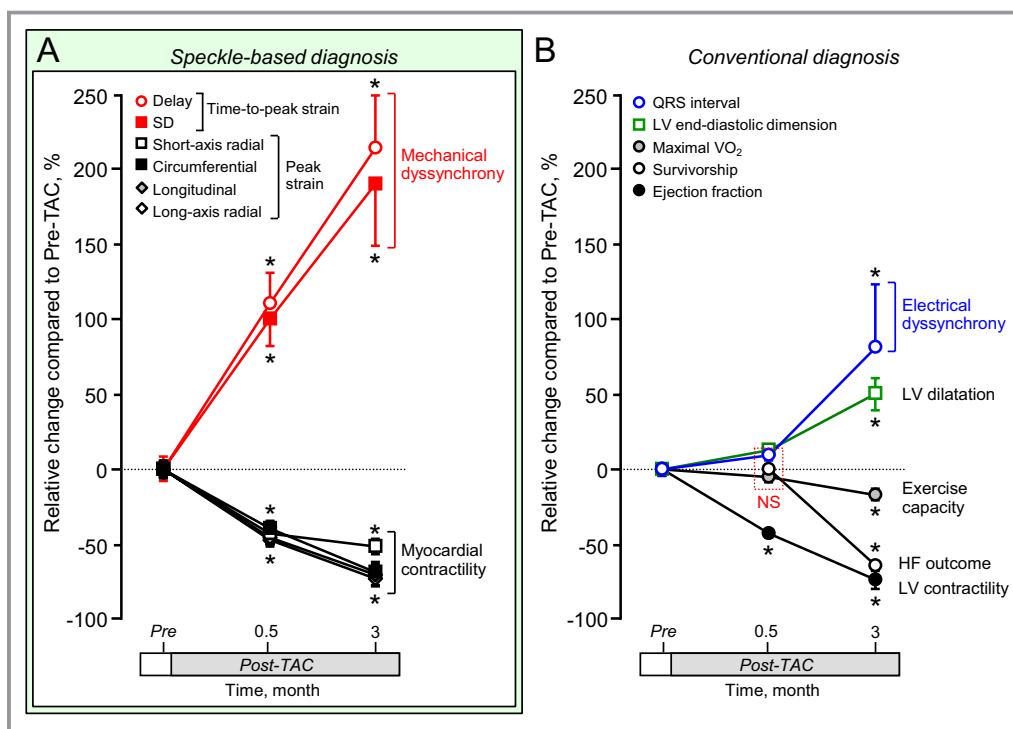 A
Speckle-based diagnosis
Relative change compared to Pre-TAC, %
250
200
150
100
50
0
-50
-100
Delay
SD
Time-to-peak strain
Short-axis radial
Circumferential
Longitudinal
Long-axis radial
Peak
strain
*
*
*
*
*
*
*
*
Mechanical
dyssynchrony
Myocardial
contractility
Pre
0.5
3
Post-TAC
Time, month
B
Conventional diagnosis
Relative change compared to Pre-TAC, %
250
200
150
100
50
0
-50
-100
QRS interval
LV end-diastolic dimension
Maximal VO₂
Survivorship
Ejection fraction
*
Electrical
dyssynchrony
LV dilatation
*
NS
Exercise
capacity
*
*
*
HF outcome
LV contractility
*
Pre
0.5
3
Post-TAC
Time, month